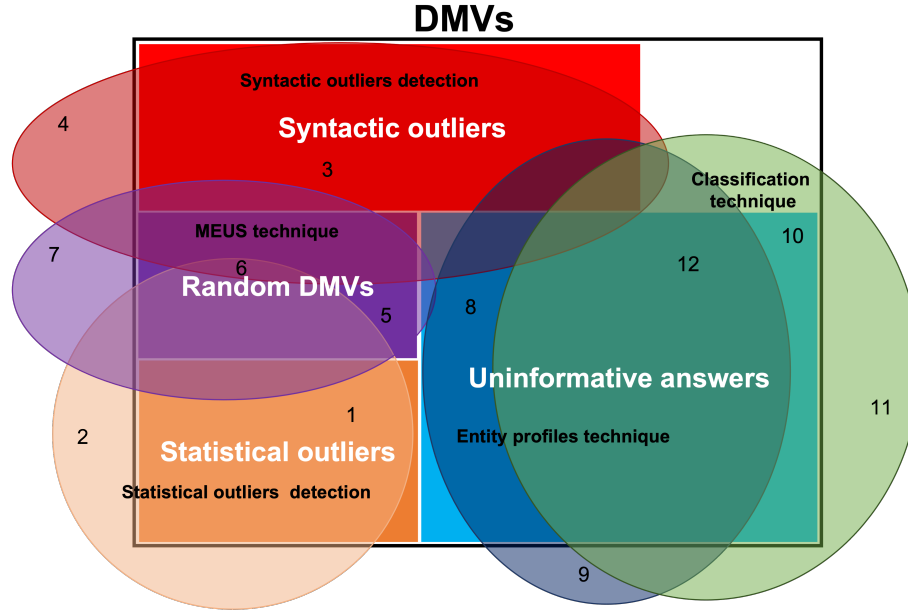 DMVs
Syntactic outliers detection
4
Syntactic outliers
3
Classification
technique
MEUS technique
10
7
6
12
Random DMVs
8
5
Uninformative answers
11
1
2
Entity profiles technique
Statistical outliers
Statistical outliers  detection
9